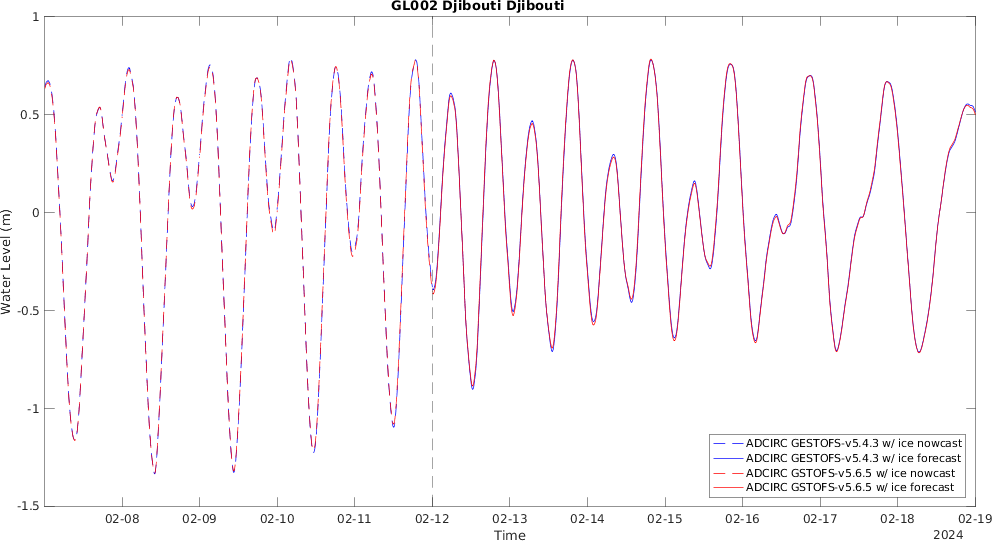 GL002 Djibouti Djibouti
1
0.5
0
-0.5
-1
-1.5
Water Level (m)
02-08 02-09 02-10 02-11 02-12 02-13 02-14 02-15 02-16 02-17 02-18 02-19
Time
2024
ADCIRC GESTOFS-v5.4.3 w/ ice nowcast
ADCIRC GESTOFS-v5.4.3 w/ ice forecast
ADCIRC GSTOFS-v5.6.5 w/ ice nowcast
ADCIRC GSTOFS-v5.6.5 w/ ice forecast